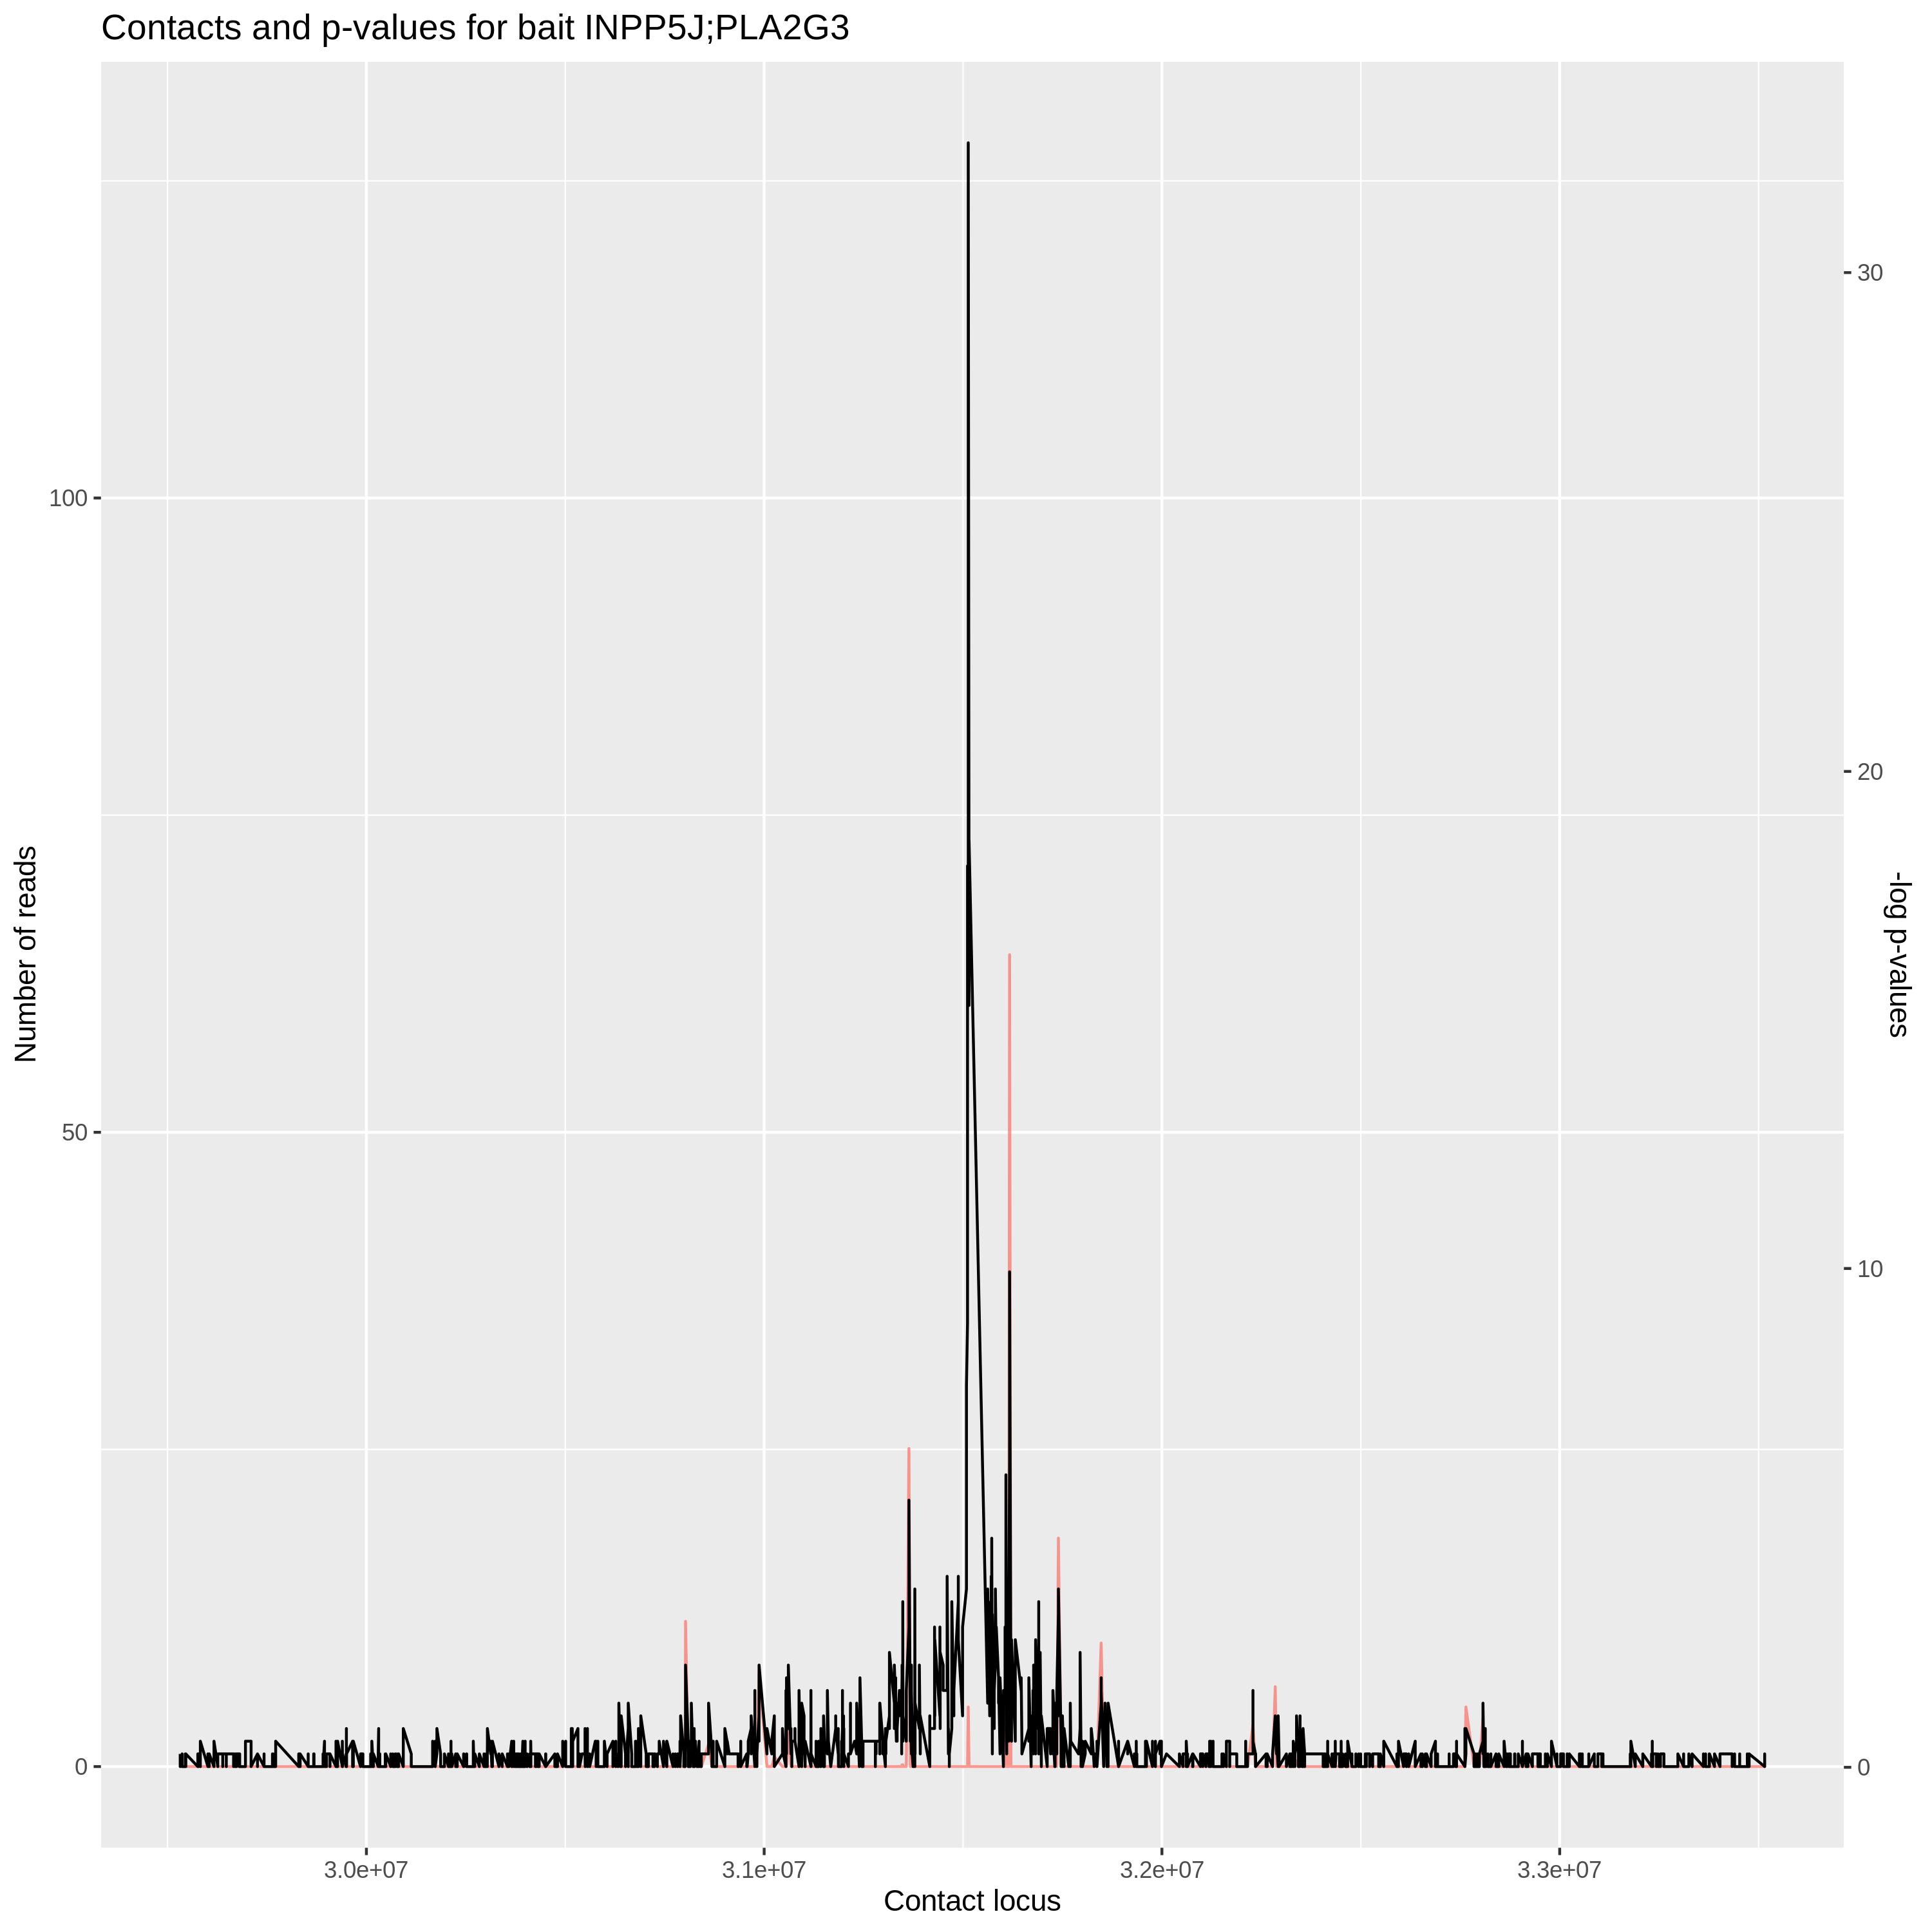 Contacts and p-values for bait INPP5J;PLA2G3
30
100
20
Number of reads
-log p-values
50
10
0
0
3.0e+07
3.1e+07
3.2e+07
3.3e+07
Contact locus